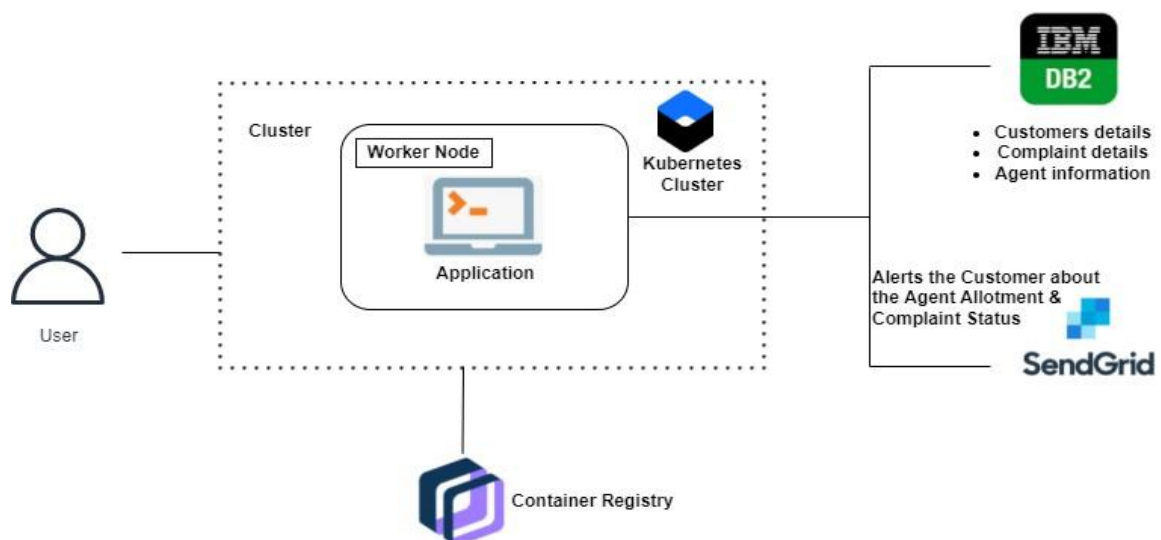 IBM
DB2
Customers details
Complaint details
Agent information
Cluster
Worker Node
Kubernetes
Cluster
Application
User
Alerts the Customer about
the Agent Allotment &
Complaint Status
SendGrid
Container Registry